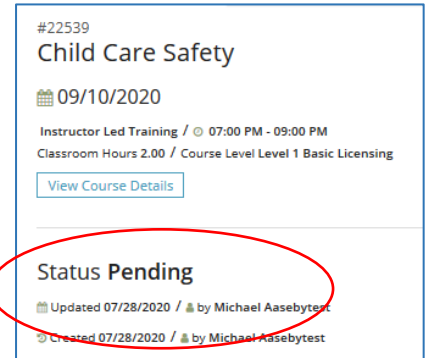 #22539
Child Care Safety
09/10/2020
Instructor Led Training / 07:00 PM - 09:00 PM
Classroom Hours 2.00 / Course Level Level 1 Basic Licensing
View Course Details
Status Pending
Updated 07/28/2020 / by Michael Aasebytest
Created 07/28/2020 / by Michael Aasebytest